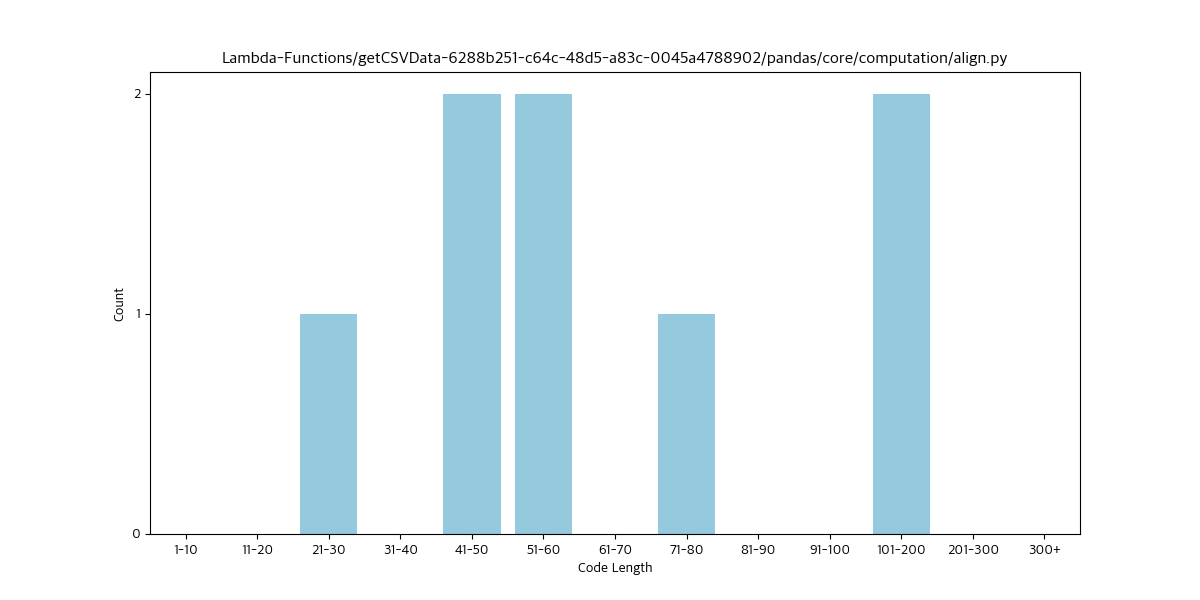 Lambda-Functions/getCSVData-6288b251-c64c-48d5-a83c-0045a4788902/pandas/core/computation/align.py
2
1
0
Count
1-10 11-20 21-30 31-40 41-50 51-60 61-70 71-80 81-90 91-100 101-200 201-300 300+
Code Length